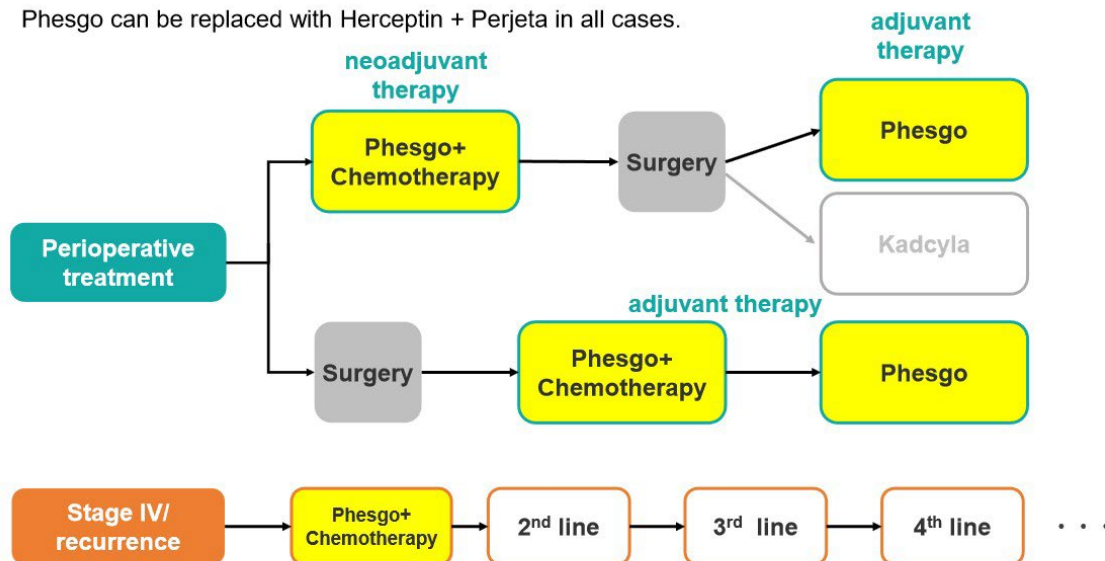 Phesgo can be replaced with Herceptin + Perjeta in all cases.
neoadjuvant
therapy
adjuvant
therapy
Phesgo+
Chemotherapy
Surgery
Phesgo
Kadcyla
Perioperative
treatment
adjuvant therapy
Surgery
Phesgo+
Chemotherapy
Phesgo
Stage IV/
recurrence
Phesgo+
Chemotherapy
2nd line
3rd line
4th line
· · ·